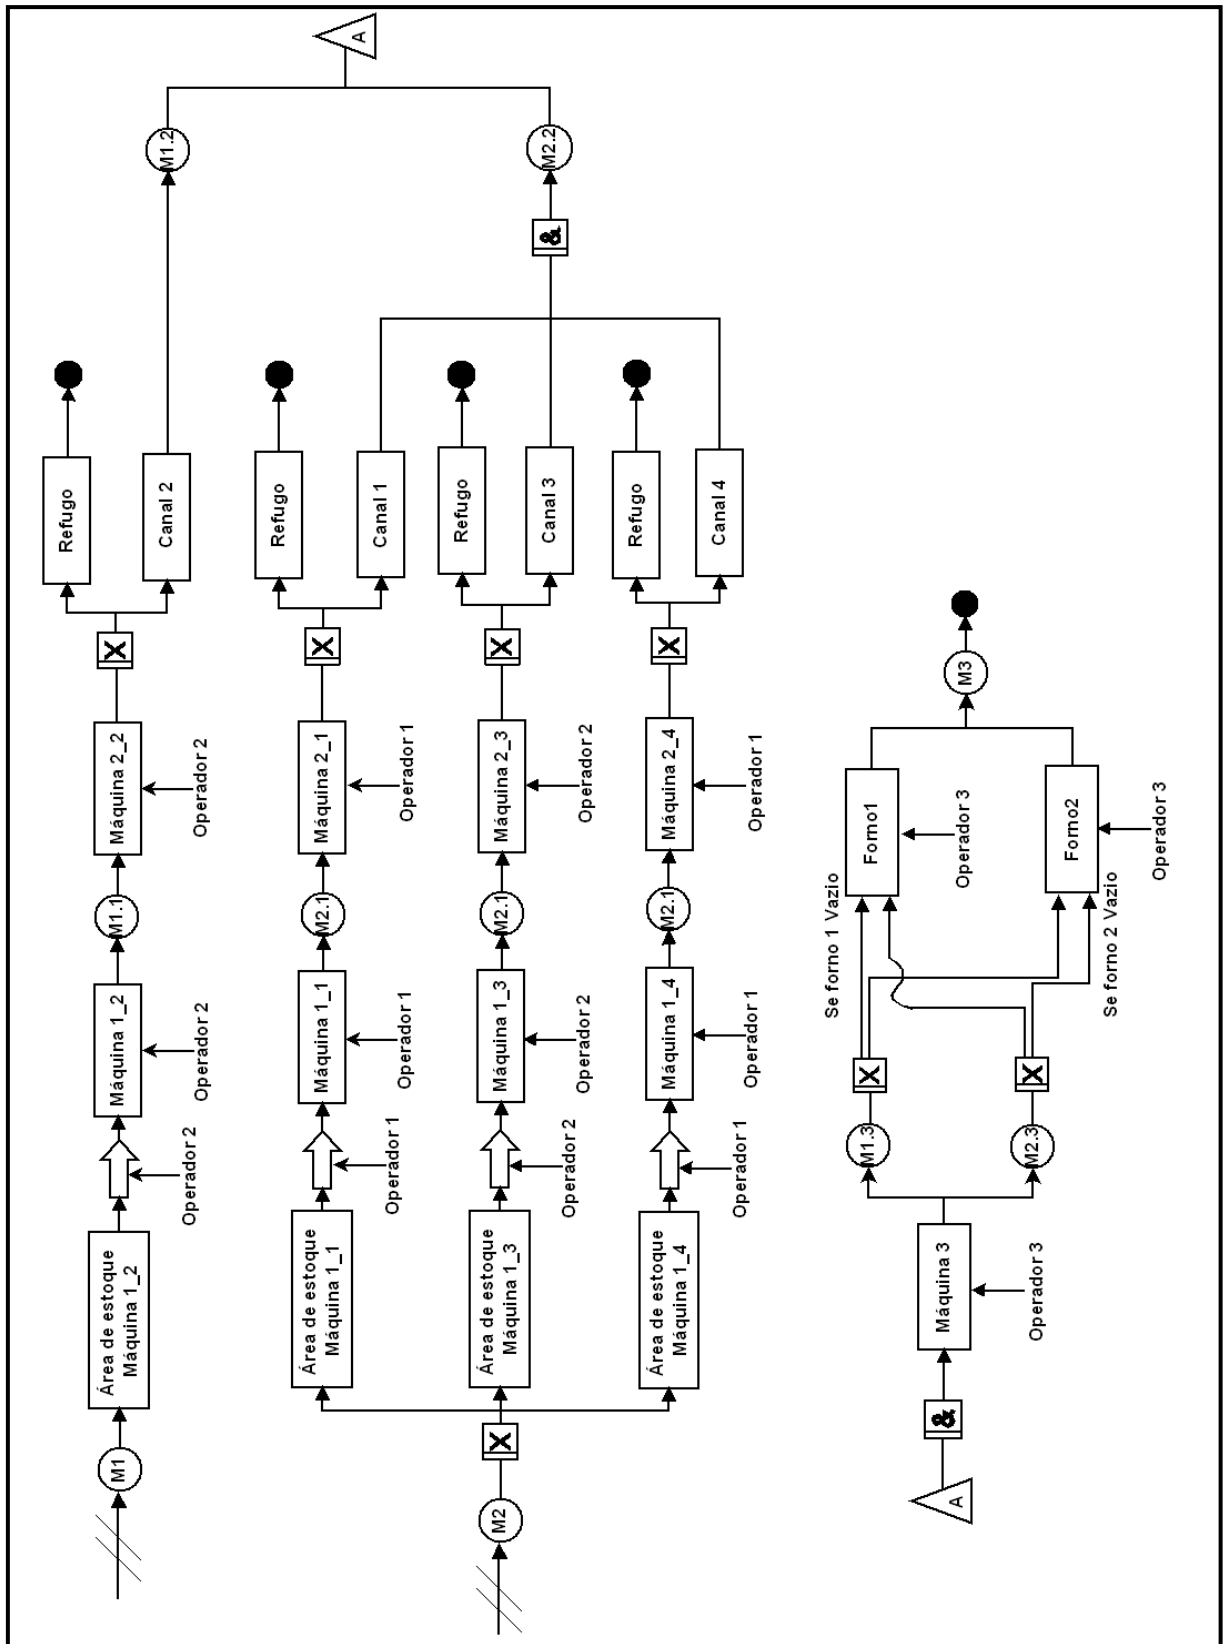 M1
Área de estoque
Máquina 1_2
Operador 2
Máquina 1_2
Operador 2
M1.1
Máquina 2_2
Operador 2
X
Refugo
Canal 2
M1.2
A
M2
X
Área de estoque
Máquina 1_1
Operador 1
Máquina 1_1
Operador 1
M2.1
Máquina 2_1
Operador 1
X
Refugo
Canal 1
Área de estoque
Máquina 1_3
Operador 2
Máquina 1_3
Operador 2
M2.1
Máquina 2_3
Operador 2
X
Refugo
Canal 3
&
M2.2
Área de estoque
Máquina 1_4
Operador 1
Máquina 1_4
Operador 1
M2.1
Máquina 2_4
Operador 1
X
Refugo
Canal 4
A
&
Máquina 3
Operador 3
M1.3
X
Se forno 1 Vazio
Forno1
Operador 3
M2.3
X
Se forno 2 Vazio
Forno2
Operador 3
M3